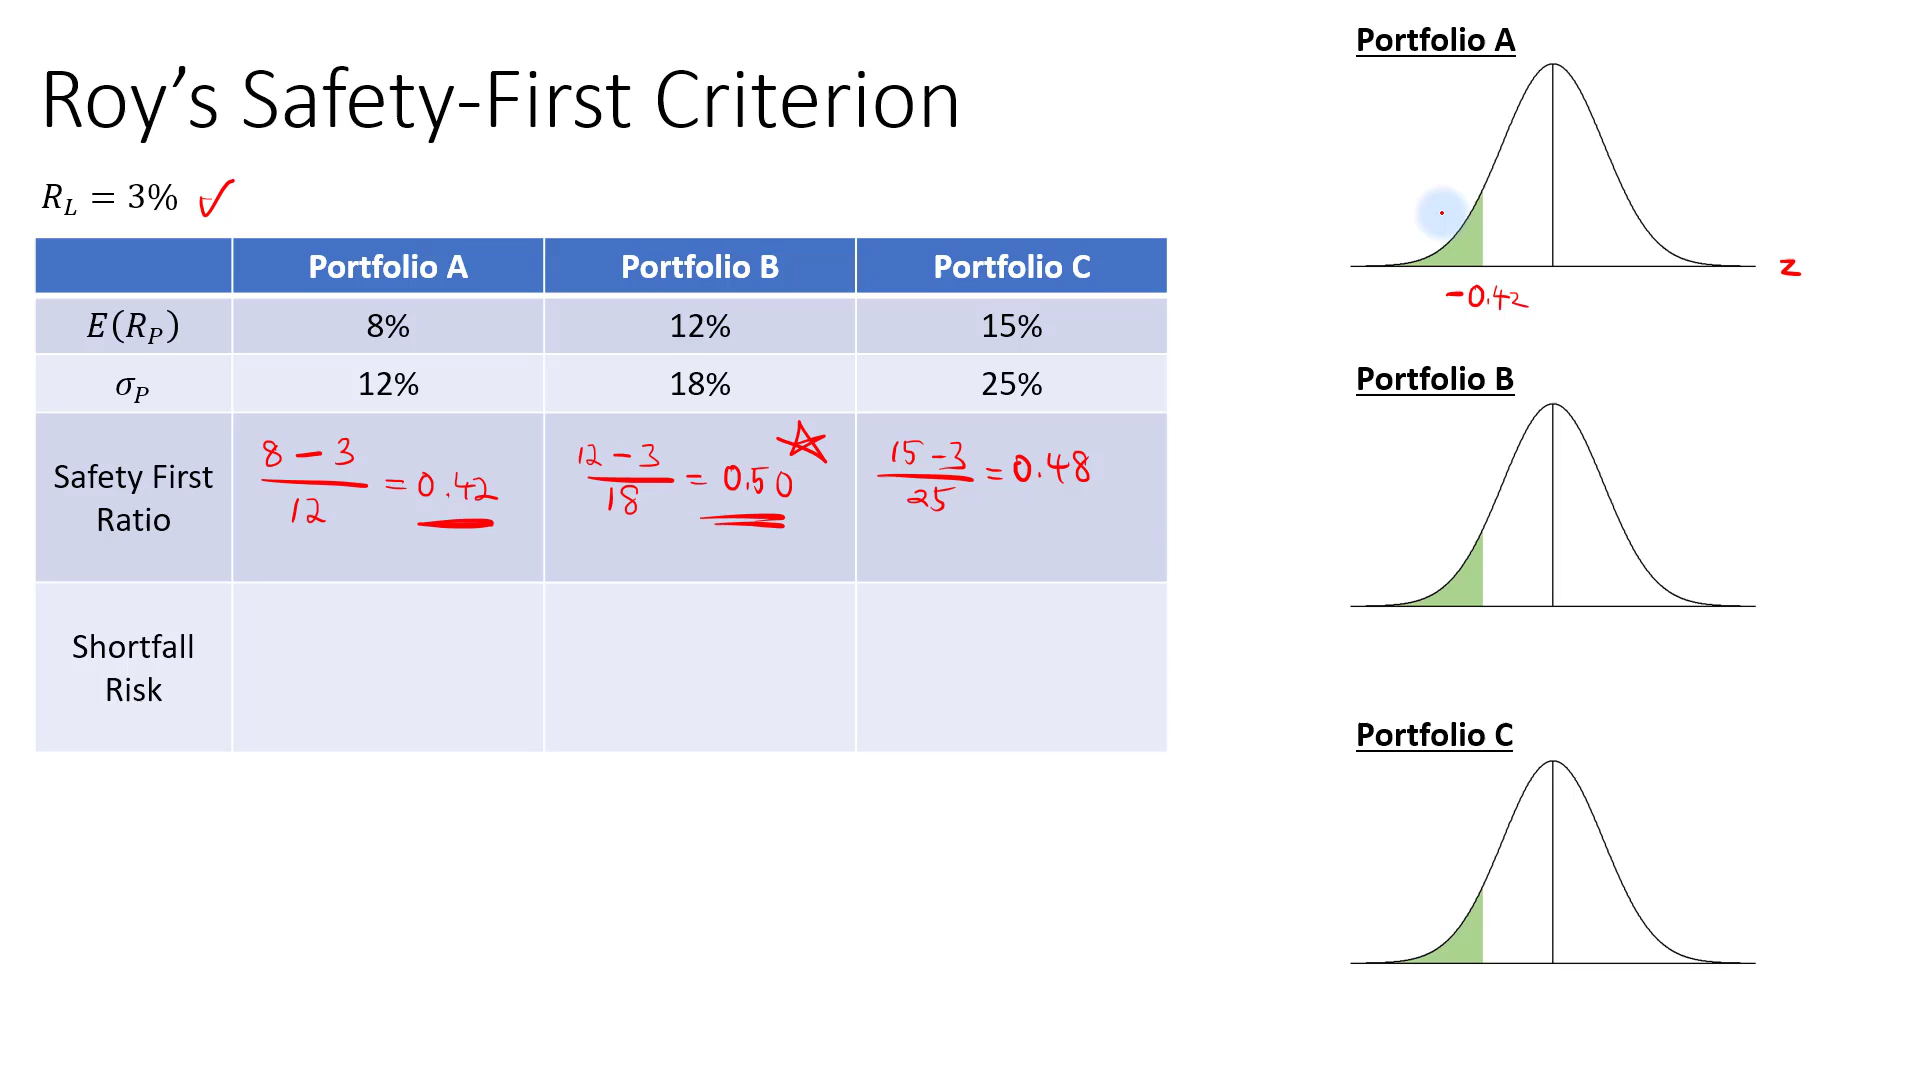 Roy’s Safety-First Criterion
R_L = 3% ✓
Portfolio A Portfolio B Portfolio C
E(R_P) 8% 12% 15%
σ_P 12% 18% 25%
Safety First Ratio
8 - 3 / 12 = 0.42
12 - 3 / 18 = 0.50
15 - 3 / 25 = 0.48
Shortfall
Risk
Portfolio A
z
-0.42
Portfolio B
Portfolio C